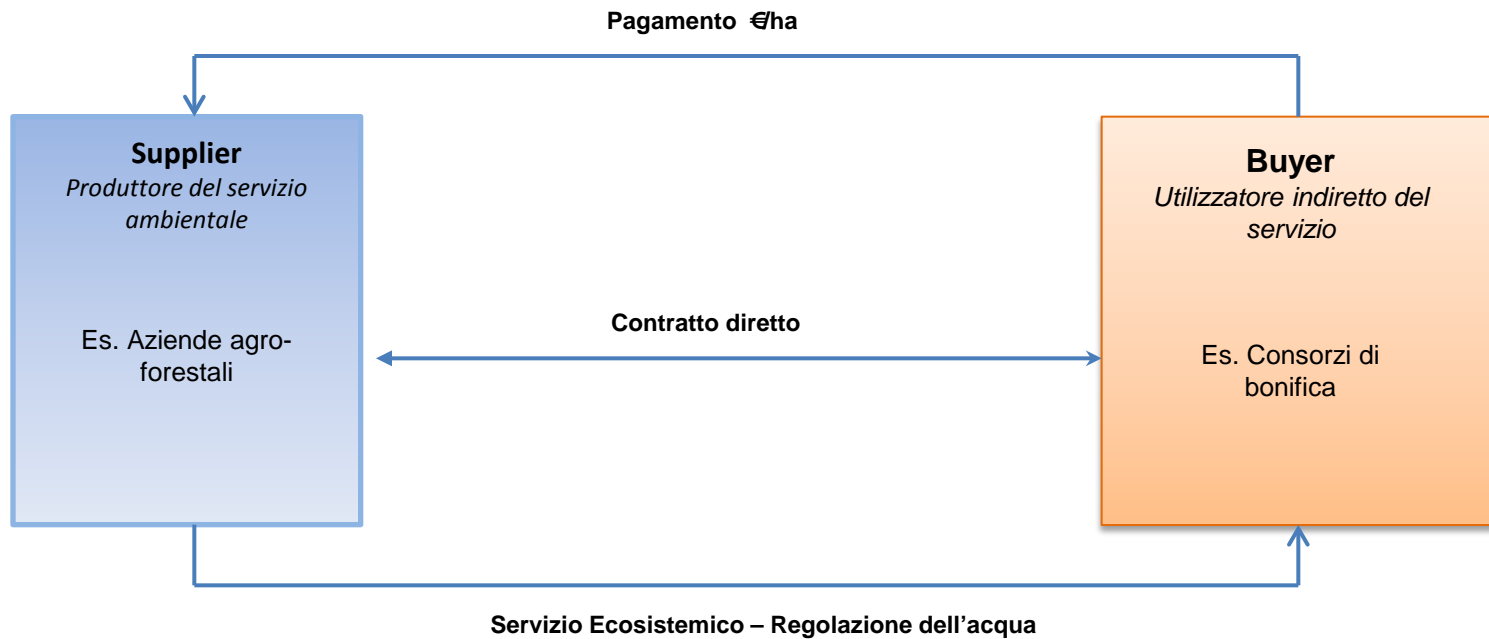 Pagamento €/ha
Supplier
Produttore del servizio
ambientale
Es. Aziende agro-
forestali
Contratto diretto
Buyer
Utilizzatore indiretto del
servizio
Es. Consorzi di
bonifica
Servizio Ecosistemico – Regolazione dell’acqua